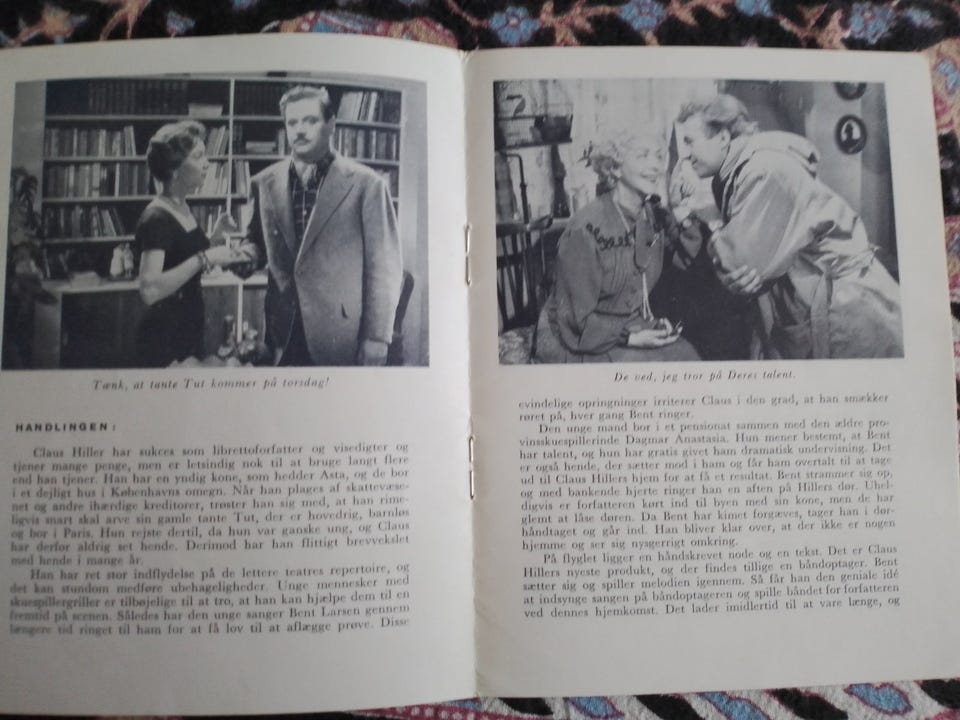 Tænk, at tante Tut kommer på torsdag!
HANDLINGEN:
Claus Hiller har sukces som librettoforfatter og visedigter og
tjener mange penge, men er letsindig nok til at bruge langt flere
end han tjener. Han har en yndig kone, som hedder Asta, og de bor
i et dejligt hus i Københavns omegn. Når han plages af skattevæse-
net og andre ihærdige kreditorer, trøster han sig med, at han rime-
ligvis snart skal arve sin gamle tante Tut, der er hovedrig, barnløs
og bor i Paris. Hun rejste dertil, da hun var ganske ung, og Claus
har derfor aldrig set hende. Derimod har han flittigt brevvekslet
med hende i mange år.
Han har ret stor indflydelse på de lettere teatres repertoire, og
det kan stundom medføre ubehageligheder. Unge mennesker med
skuespillergriller er tilbøjelige til at tro, at han kan hjælpe dem til en
fremtid på scenen. Således har den unge sanger Bent Larsen gennem
længere tid ringet til ham for at få lov til at aflægge prøve. Disse
De ved, jeg tror på Deres talent.
evindelige opringninger irriterer Claus i den grad, at han smækker
røret på, hver gang Bent ringer.
Den unge mand bor i et pensionat sammen med den ældre pro-
vinsskuespillerinde Dagmar Anastasia. Hun mener bestemt, at Bent
har talent, og hun har gratis givet ham dramatisk undervisning. Det
er også hende, der sætter mod i ham og får ham overtalt til at tage
ud til Claus Hillers hjem for at få et resultat. Bent strammer sig op,
og med bankende hjerte ringer han en aften på Hillers dør. Uhel-
digvis er forfatteren kørt ind til byen med sin kone, men de har
glemt at låse døren. Da Bent har kimet forgæves, tager han i dør-
håndtaget og går ind. Han bliver klar over, at der ikke er nogen
hjemme og ser sig nysgerrigt omkring.
På flyglet ligger en håndskrevet node og en tekst. Det er Claus
Hillers nyeste produkt, og der findes tillige en båndoptager. Bent
sætter sig og spiller melodien igennem. Så får han den geniale idé
at indsynge sangen på båndoptageren og spille båndet for forfatteren
ved dennes hjemkomst. Det lader imidlertid til at vare længe, og